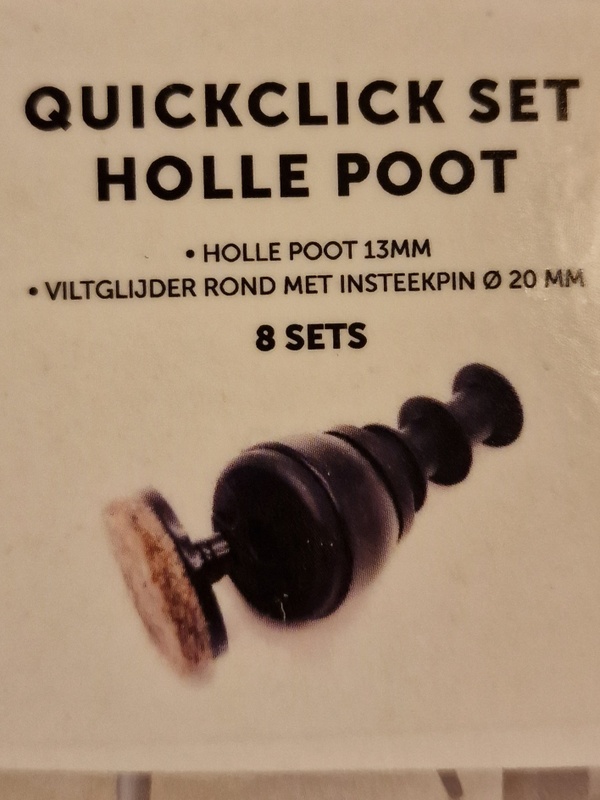 QUICKCLICK SET
HOLLE POOT
• HOLLE POOT 13MM
• VILTGLIJDER ROND MET INSTEEKPIN Ø 20 MM
8 SETS